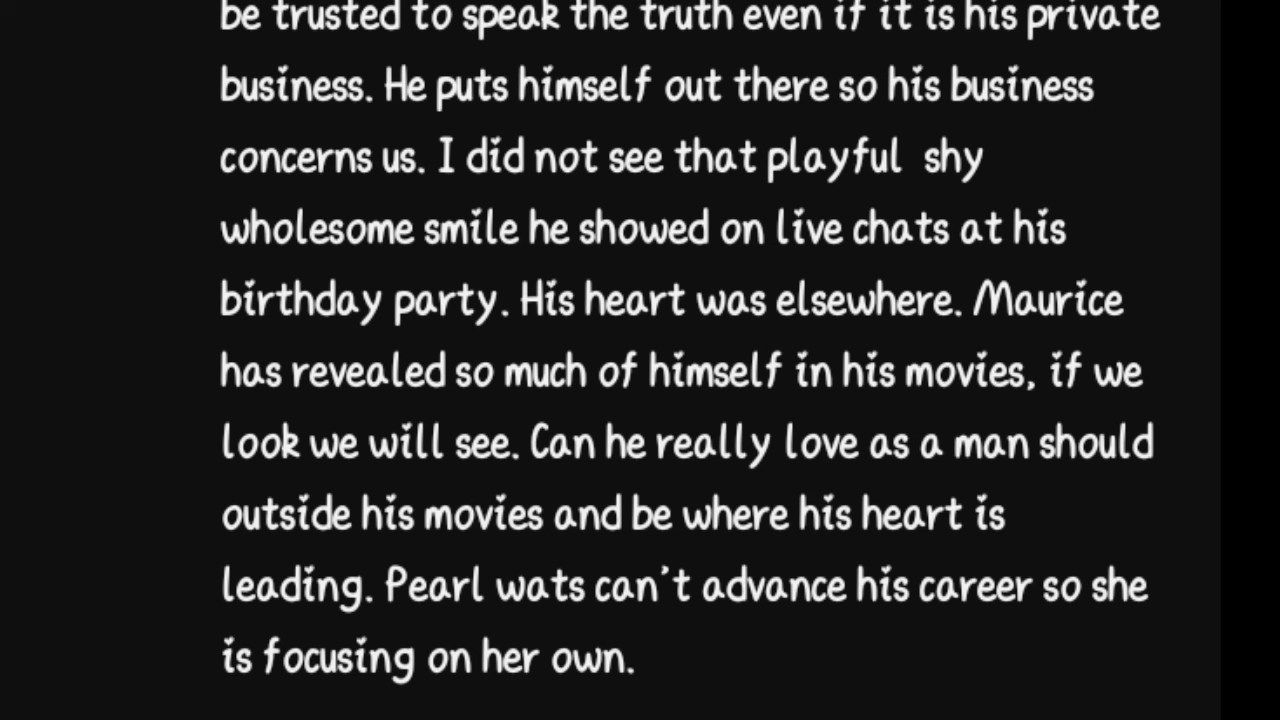 be trusted to speak the truth even if it is his private
business. He puts himself out there so his business
concerns us. I did not see that playful  shy
wholesome smile he showed on live chats at his
birthday party. His heart was elsewhere. Maurice
has revealed so much of himself in his movies, if we
look we will see. Can he really love as a man should
outside his movies and be where his heart is
leading. Pearl wats can't advance his career so she
is focusing on her own.